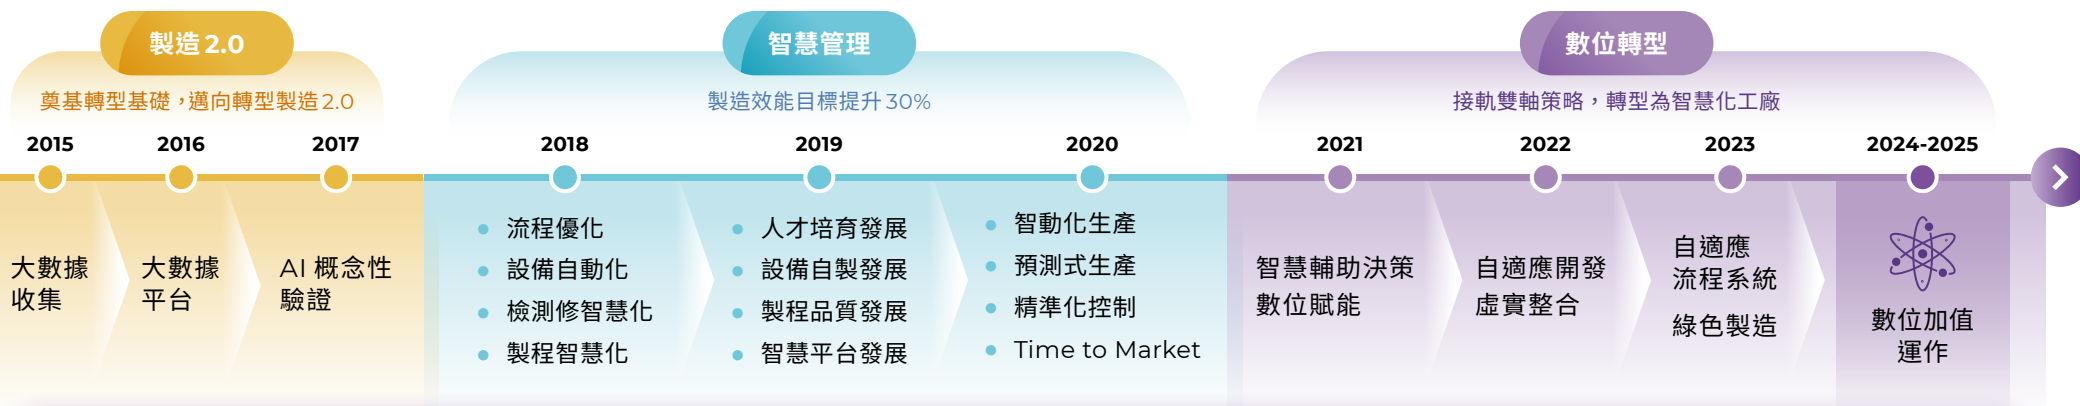 製造 2.0
奠基轉型基礎，邁向轉型製造 2.0
2015
2016
2017
大數據
收集
大數據
平台
AI 概念性
驗證
智慧管理
製造效能目標提升 30%
2018
2019
2020
流程優化
設備自動化
檢測修智慧化
製程智慧化
人才培育發展
設備自製發展
製程品質發展
智慧平台發展
智動化生產
預測式生產
精準化控制
Time to Market
數位轉型
接軌雙軸策略，轉型為智慧化工廠
2021
2022
2023
2024-2025
智慧輔助決策
數位賦能
自適應開發
虛實整合
自適應
流程系統
綠色製造
數位加值
運作